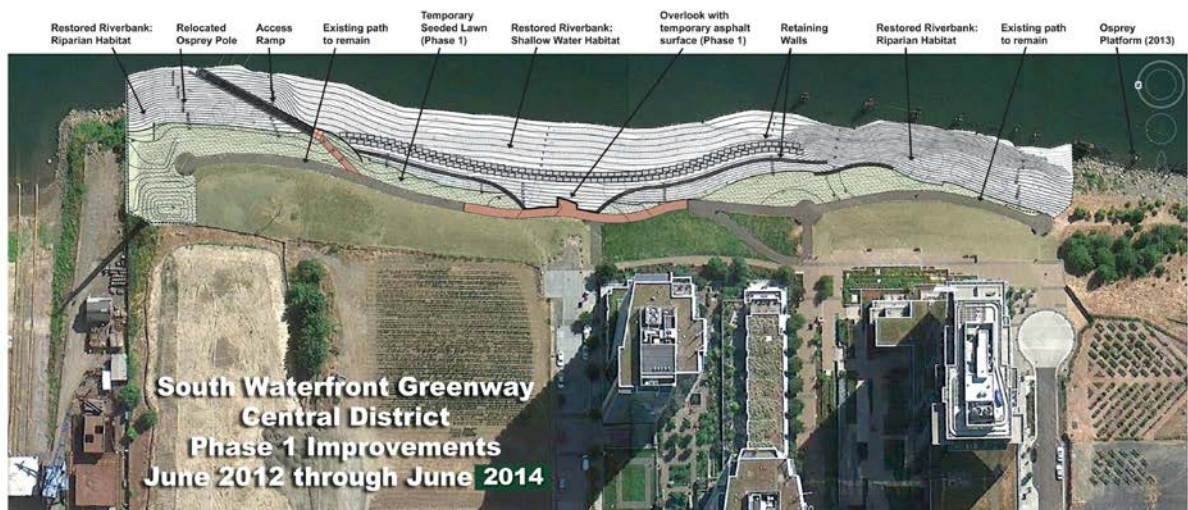 Restored Riverbank:
Riparian Habitat
Relocated
Osprey Pole
Access
Ramp
Existing path
to remain
Temporary
Seeded Lawn
(Phase 1)
Restored Riverbank:
Shallow Water Habitat
Overlook with
temporary asphalt
surface (Phase 1)
Retaining
Walls
Restored Riverbank:
Riparian Habitat
Existing path
to remain
Osprey
Platform (2013)
South Waterfront Greenway
Central District
Phase 1 Improvements
June 2012 through June 2014